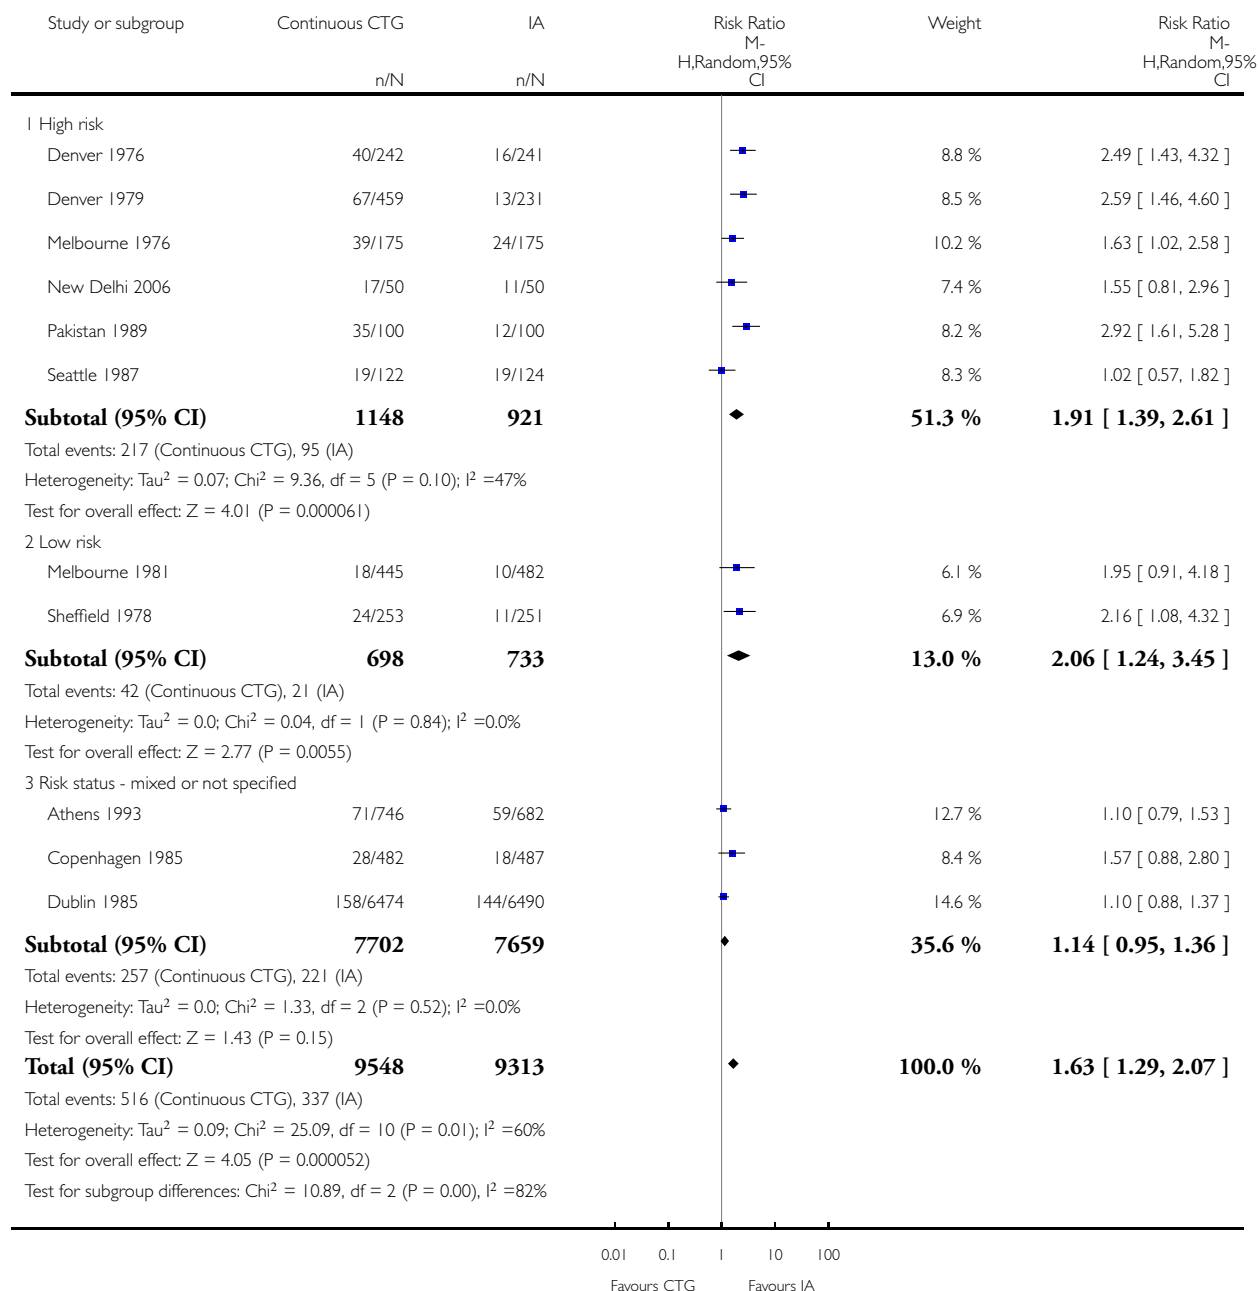 Study or subgroup Continuous CTG IA Risk Ratio Weight Risk Ratio
M- M-
H,Random,95% H,Random,95%
n/N n/N CI CI
1 High risk
Denver 1976 40/242 16/241 8.8 % 2.49 [ 1.43, 4.32 ]
Denver 1979 67/459 13/231 8.5 % 2.59 [ 1.46, 4.60 ]
Melbourne 1976 39/175 24/175 10.2 % 1.63 [ 1.02, 2.58 ]
New Delhi 2006 17/50 11/50 7.4 % 1.55 [ 0.81, 2.96 ]
Pakistan 1989 35/100 12/100 8.2 % 2.92 [ 1.61, 5.28 ]
Seattle 1987 19/122 19/124 8.3 % 1.02 [ 0.57, 1.82 ]
Subtotal (95% CI) 1148 921 51.3 % 1.91 [ 1.39, 2.61 ]
Total events: 217 (Continuous CTG), 95 (IA)
Heterogeneity: Tau² = 0.07; Chi² = 9.36, df = 5 (P = 0.10); I² =47%
Test for overall effect: Z = 4.01 (P = 0.000061)
2 Low risk
Melbourne 1981 18/445 10/482 6.1 % 1.95 [ 0.91, 4.18 ]
Sheffield 1978 24/253 11/251 6.9 % 2.16 [ 1.08, 4.32 ]
Subtotal (95% CI) 698 733 13.0 % 2.06 [ 1.24, 3.45 ]
Total events: 42 (Continuous CTG), 21 (IA)
Heterogeneity: Tau² = 0.0; Chi² = 0.04, df = 1 (P = 0.84); I² =0.0%
Test for overall effect: Z = 2.77 (P = 0.0055)
3 Risk status - mixed or not specified
Athens 1993 71/746 59/682 12.7 % 1.10 [ 0.79, 1.53 ]
Copenhagen 1985 28/482 18/487 8.4 % 1.57 [ 0.88, 2.80 ]
Dublin 1985 158/6474 144/6490 14.6 % 1.10 [ 0.88, 1.37 ]
Subtotal (95% CI) 7702 7659 35.6 % 1.14 [ 0.95, 1.36 ]
Total events: 257 (Continuous CTG), 221 (IA)
Heterogeneity: Tau² = 0.0; Chi² = 1.33, df = 2 (P = 0.52); I² =0.0%
Test for overall effect: Z = 1.43 (P = 0.15)
Total (95% CI) 9548 9313 100.0 % 1.63 [ 1.29, 2.07 ]
Total events: 516 (Continuous CTG), 337 (IA)
Heterogeneity: Tau² = 0.09; Chi² = 25.09, df = 10 (P = 0.01); I² =60%
Test for overall effect: Z = 4.05 (P = 0.000052)
Test for subgroup differences: Chi² = 10.89, df = 2 (P = 0.00), I² =82%
0.01 0.1 1 10 100
Favours CTG Favours IA